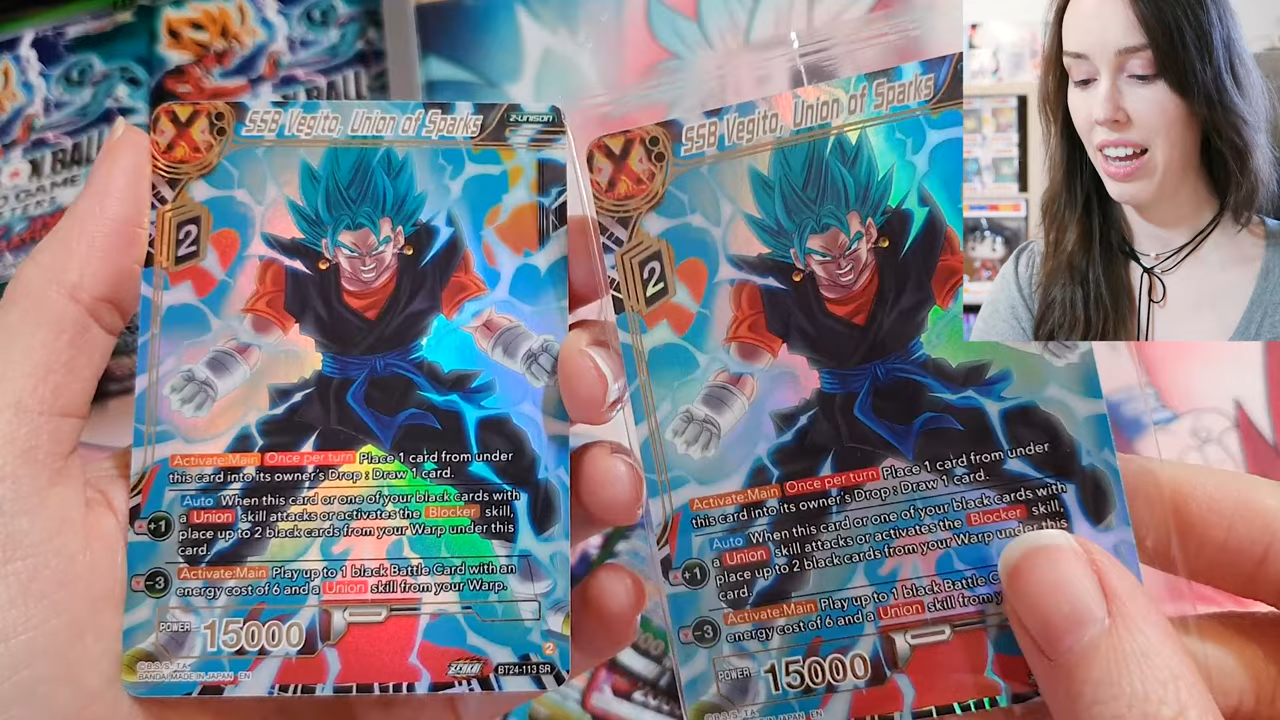 SSB Vegito, Union of Sparks
Z-UNISON
2
Activate:Main Once per turn Place 1 card from under
this card into its owner's Drop : Draw 1 card.
Auto When this card or one of your black cards with
a Union skill attacks or activates the Blocker skill,
place up to 2 black cards from your Warp under this
card.
+1
Activate:Main Play up to 1 black Battle Card with an
energy cost of 6 and a Union skill from your Warp.
-3
POWER 15000
2
©B.S./S., T.A.
BANDAI MADE IN JAPAN EN
BT24-113 SR
SSB Vegito, Union of Sparks
2
Activate:Main Once per turn Place 1 card from under
this card into its owner's Drop : Draw 1 card.
Auto When this card or one of your black cards with
a Union skill attacks or activates the Blocker skill,
place up to 2 black cards from your Warp under this
card.
+1
Activate:Main Play up to 1 black Battle C
energy cost of 6 and a Union skill from y
-3
POWER 15000
BALL